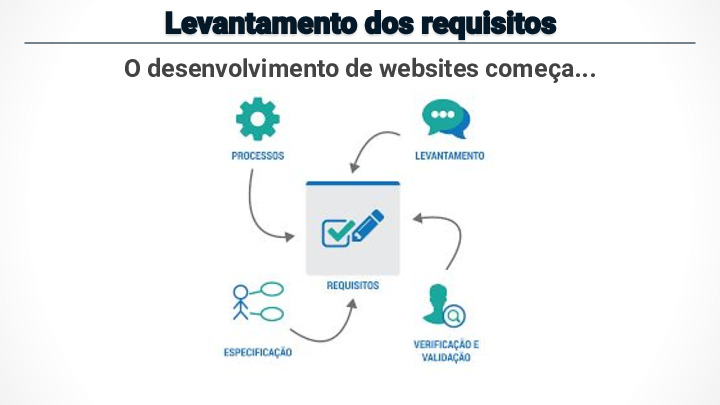 Levantamento dos requisitos
O desenvolvimento de websites começa...
PROCESSOS
LEVANTAMENTO
REQUISITOS
ESPECIFICAÇÃO
VERIFICAÇÃO E
VALIDAÇÃO